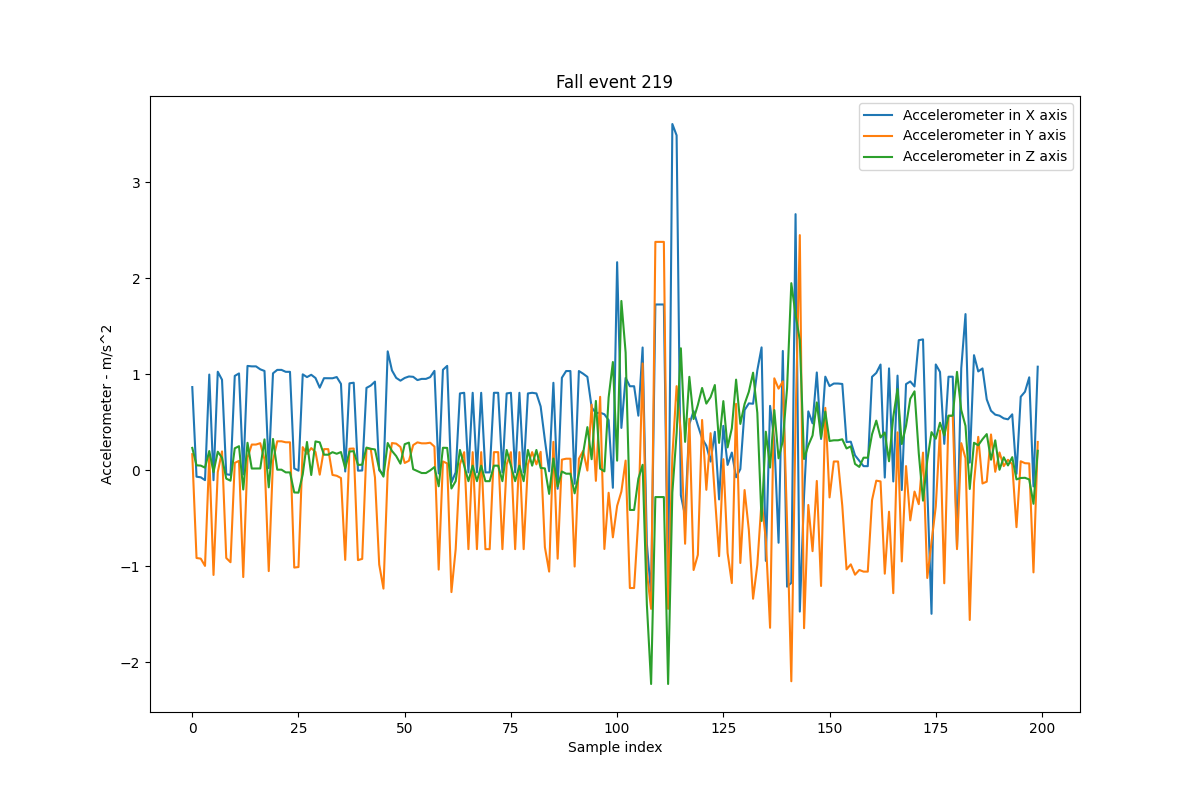 Fall event 219
Accelerometer in X axis
Accelerometer in Y axis
Accelerometer in Z axis
Accelerometer - m/s^2
3
2
1
0
−1
−2
0 25 50 75 100 125 150 175 200
Sample index